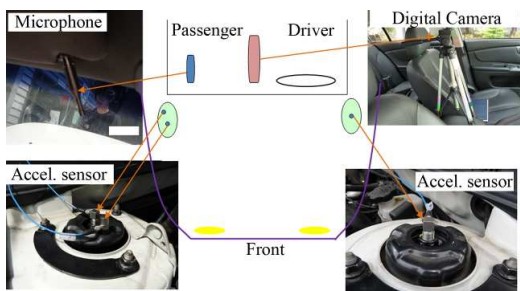 Microphone
Passenger
Driver
Digital Camera
Accel. sensor
Accel. sensor
Front